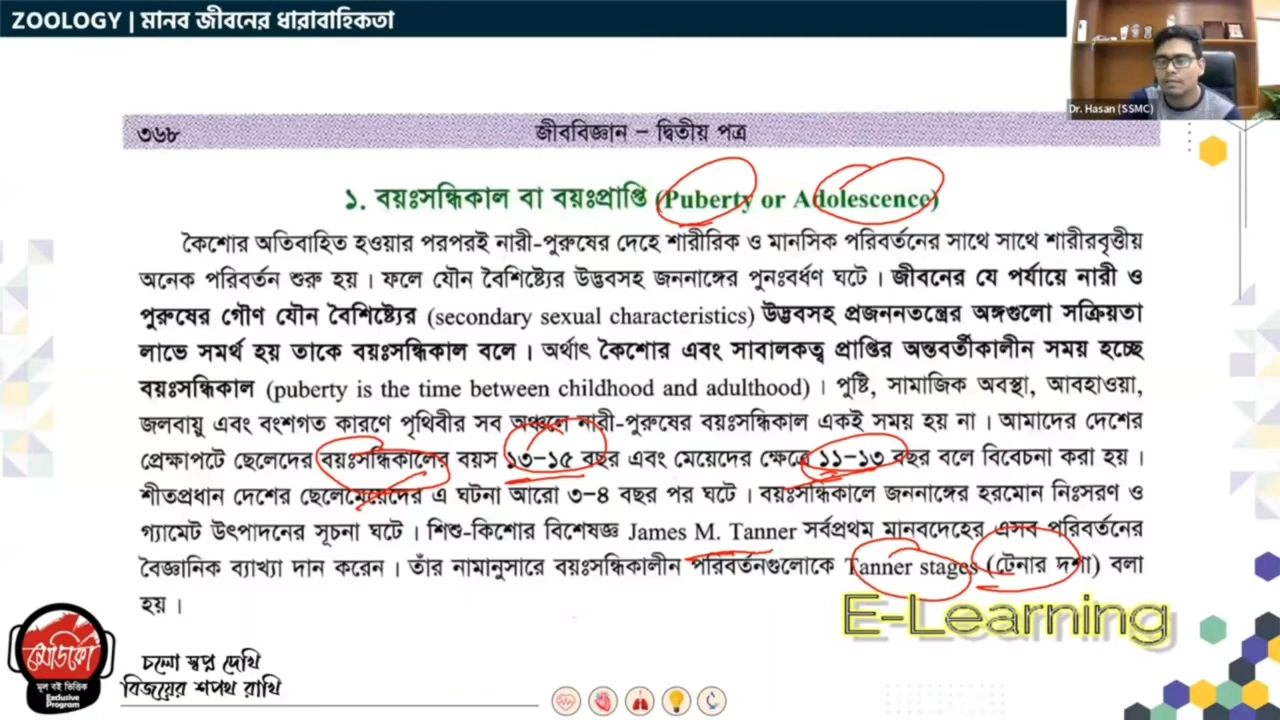 ZOOLOGY | মানব জীবনের ধারাবাহিকতা
Dr. Hasan (SSMC)
৩৬৮
জীববিজ্ঞান – দ্বিতীয় পত্র
১. বয়ঃসন্ধিকাল বা বয়ঃপ্রাপ্তি (Puberty or Adolescence)
কৈশোর অতিবাহিত হওয়ার পরপরই নারী-পুরুষের দেহে শারীরিক ও মানসিক পরিবর্তনের সাথে সাথে শারীরবৃত্তীয়
অনেক পরিবর্তন শুরু হয়। ফলে যৌন বৈশিষ্ট্যের উদ্ভবসহ জননাঙ্গের পুনঃবর্ধণ ঘটে। জীবনের যে পর্যায়ে নারী ও
পুরুষের গৌণ যৌন বৈশিষ্ট্যের (secondary sexual characteristics) উদ্ভবসহ প্রজননতন্ত্রের অঙ্গগুলো সক্রিয়তা
লাভে সমর্থ হয় তাকে বয়ঃসন্ধিকাল বলে। অর্থাৎ কৈশোর এবং সাবালকত্ব প্রাপ্তির অন্তবর্তীকালীন সময় হচ্ছে
বয়ঃসন্ধিকাল (puberty is the time between childhood and adulthood)। পুষ্টি, সামাজিক অবস্থা, আবহাওয়া,
জলবায়ু এবং বংশগত কারণে পৃথিবীর সব অঞ্চলে নারী-পুরুষের বয়ঃসন্ধিকাল একই সময় হয় না। আমাদের দেশের
প্রেক্ষাপটে ছেলেদের বয়ঃসন্ধিকালের বয়স ১৩–১৫ বছর এবং মেয়েদের ক্ষেত্রে ১১–১৩ বছর বলে বিবেচনা করা হয়।
শীতপ্রধান দেশের ছেলেমেয়েদের এ ঘটনা আরো ৩–৪ বছর পর ঘটে। বয়ঃসন্ধিকালে জননাঙ্গের হরমোন নিঃসরণ ও
গ্যামেট উৎপাদনের সূচনা ঘটে। শিশু-কিশোর বিশেষজ্ঞ James M. Tanner সর্বপ্রথম মানবদেহের এসব পরিবর্তনের
বৈজ্ঞানিক ব্যাখ্যা দান করেন। তাঁর নামানুসারে বয়ঃসন্ধিকালীন পরিবর্তনগুলোকে Tanner stages (টেনার দশা) বলা
হয়।
E-Learning
মেডিকো
মূল বই ভিত্তিক
Exclusive
Program
চলো স্বপ্ন দেখি
বিজয়ের শপথ রাখি